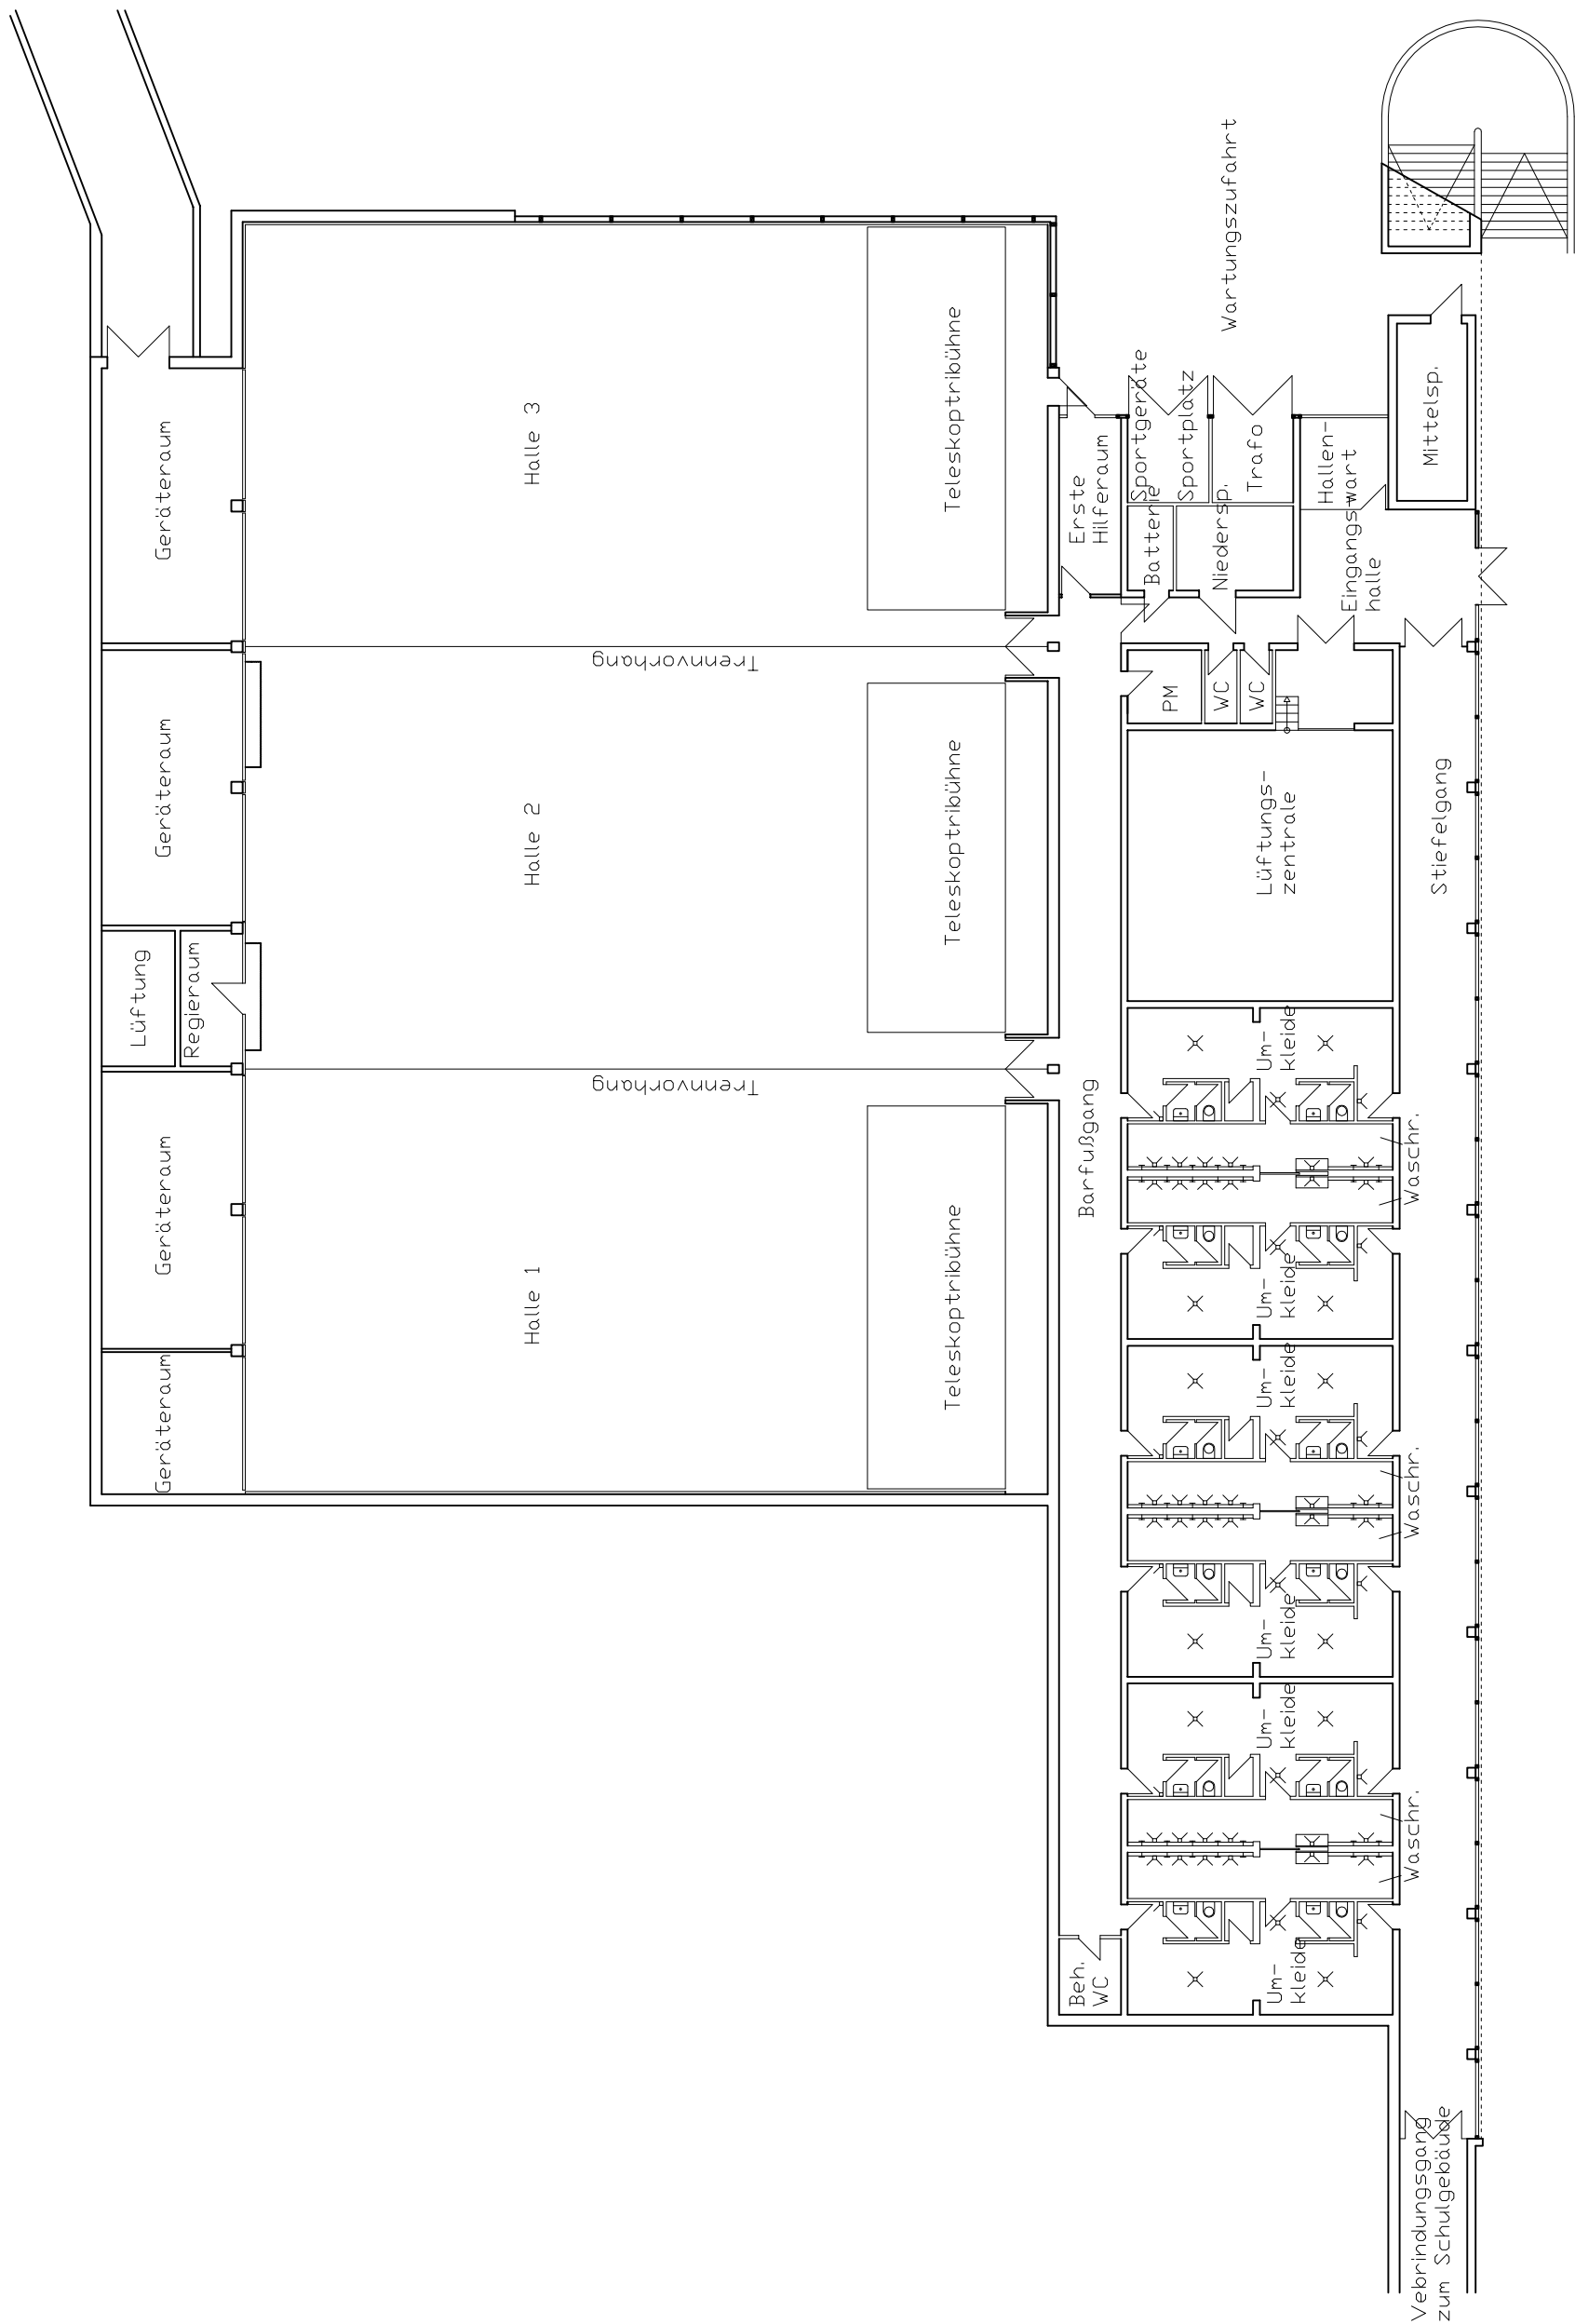 Wartungszufahrt
Geräteraum
Halle 3
Teleskoptribühne
Erste
Hilferaum
Sportgeräte
Sportplatz
Batterie
Niedersp.
Trafo
Hallen-
wart
Eingangs-
halle
Mittelsp.
Trennvorhang
Geräteraum
Halle 2
Teleskoptribühne
PM
WC
WC
Lüftungs-
zentrale
Stiefelgang
Lüftung
Regieraum
Trennvorhang
Barfußgang
Um-
kleide
Waschr.
Um-
kleide
Geräteraum
Halle 1
Teleskoptribühne
Geräteraum
Um-
kleide
Waschr.
Um-
kleide
Um-
kleide
Waschr.
Um-
kleide
Beh.
WC
Vebrindungsgang
zum Schulgebäude